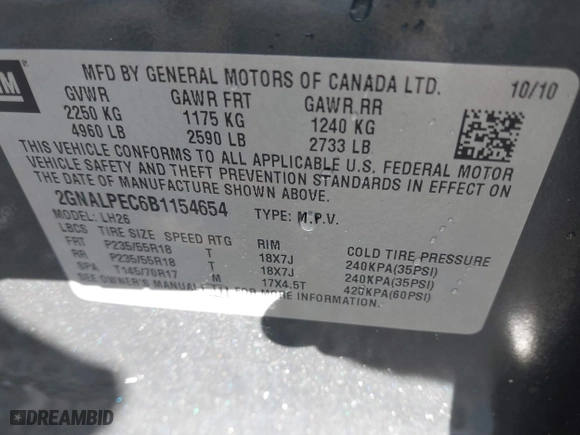 GM
MFD BY GENERAL MOTORS OF CANADA LTD. 10/10
GVWR GAWR FRT GAWR RR
2250 KG 1175 KG 1240 KG
4960 LB 2590 LB 2733 LB
THIS VEHICLE CONFORMS TO ALL APPLICABLE U.S. FEDERAL MOTOR
VEHICLE SAFETY AND THEFT PREVENTION STANDARDS IN EFFECT ON
THE DATE OF MANUFACTURE SHOWN ABOVE.
2GNALPEC6B1154654 TYPE: M.P.V.
MODEL: LH26
LBCS TIRE SIZE SPEED RTG RIM COLD TIRE PRESSURE
FRT P235/55R18 T 18X7J 240KPA(35PSI)
RR P235/55R18 T 18X7J 240KPA(35PSI)
SPA T145/70R17 M 17X4.5T 420KPA(60PSI)
SEE OWNER'S MANUAL FOR MORE INFORMATION.
DREAMBID